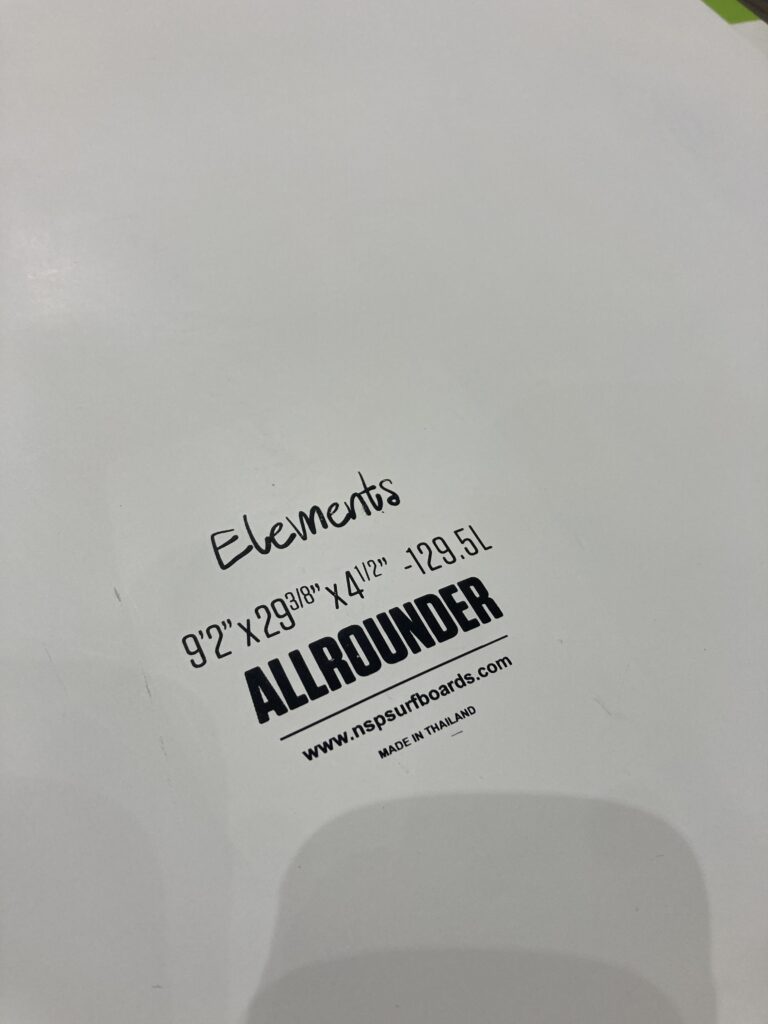 Elements
9'2" x 29 3/8" x 4 1/2" -129.5L
ALLROUNDER
www.nspsurfboards.com
MADE IN THAILAND